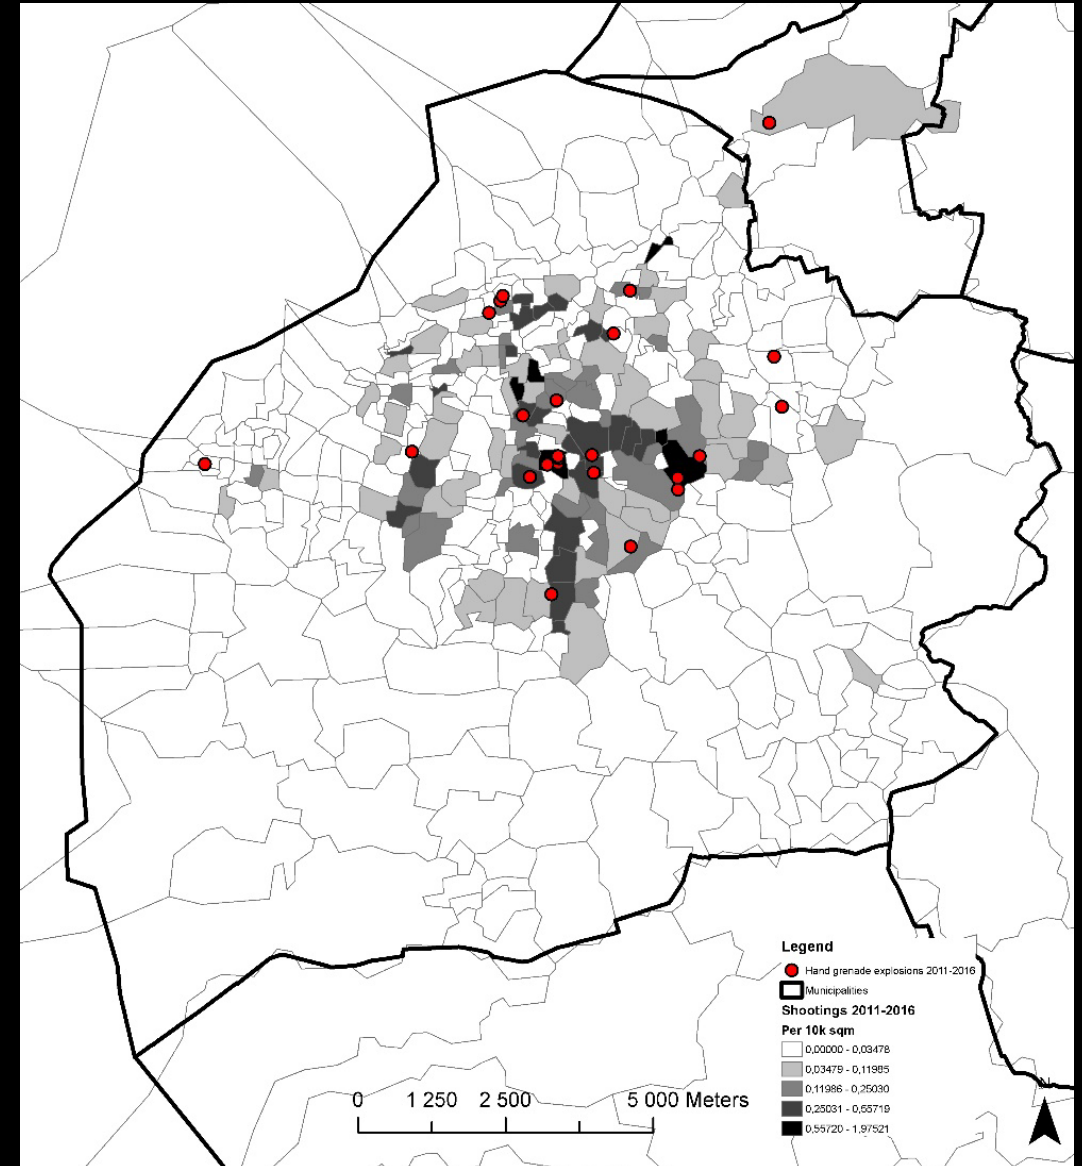 Legend
Hand grenade explosions 2011-2016
Municipalities
Shootings 2011-2016
Per 10k sqm
0,00000 - 0,03478
0,03479 - 0,11985
0,11986 - 0,25030
0,25031 - 0,55719
0,55720 - 1,97521
0 1 250 2 500 5 000 Meters
N